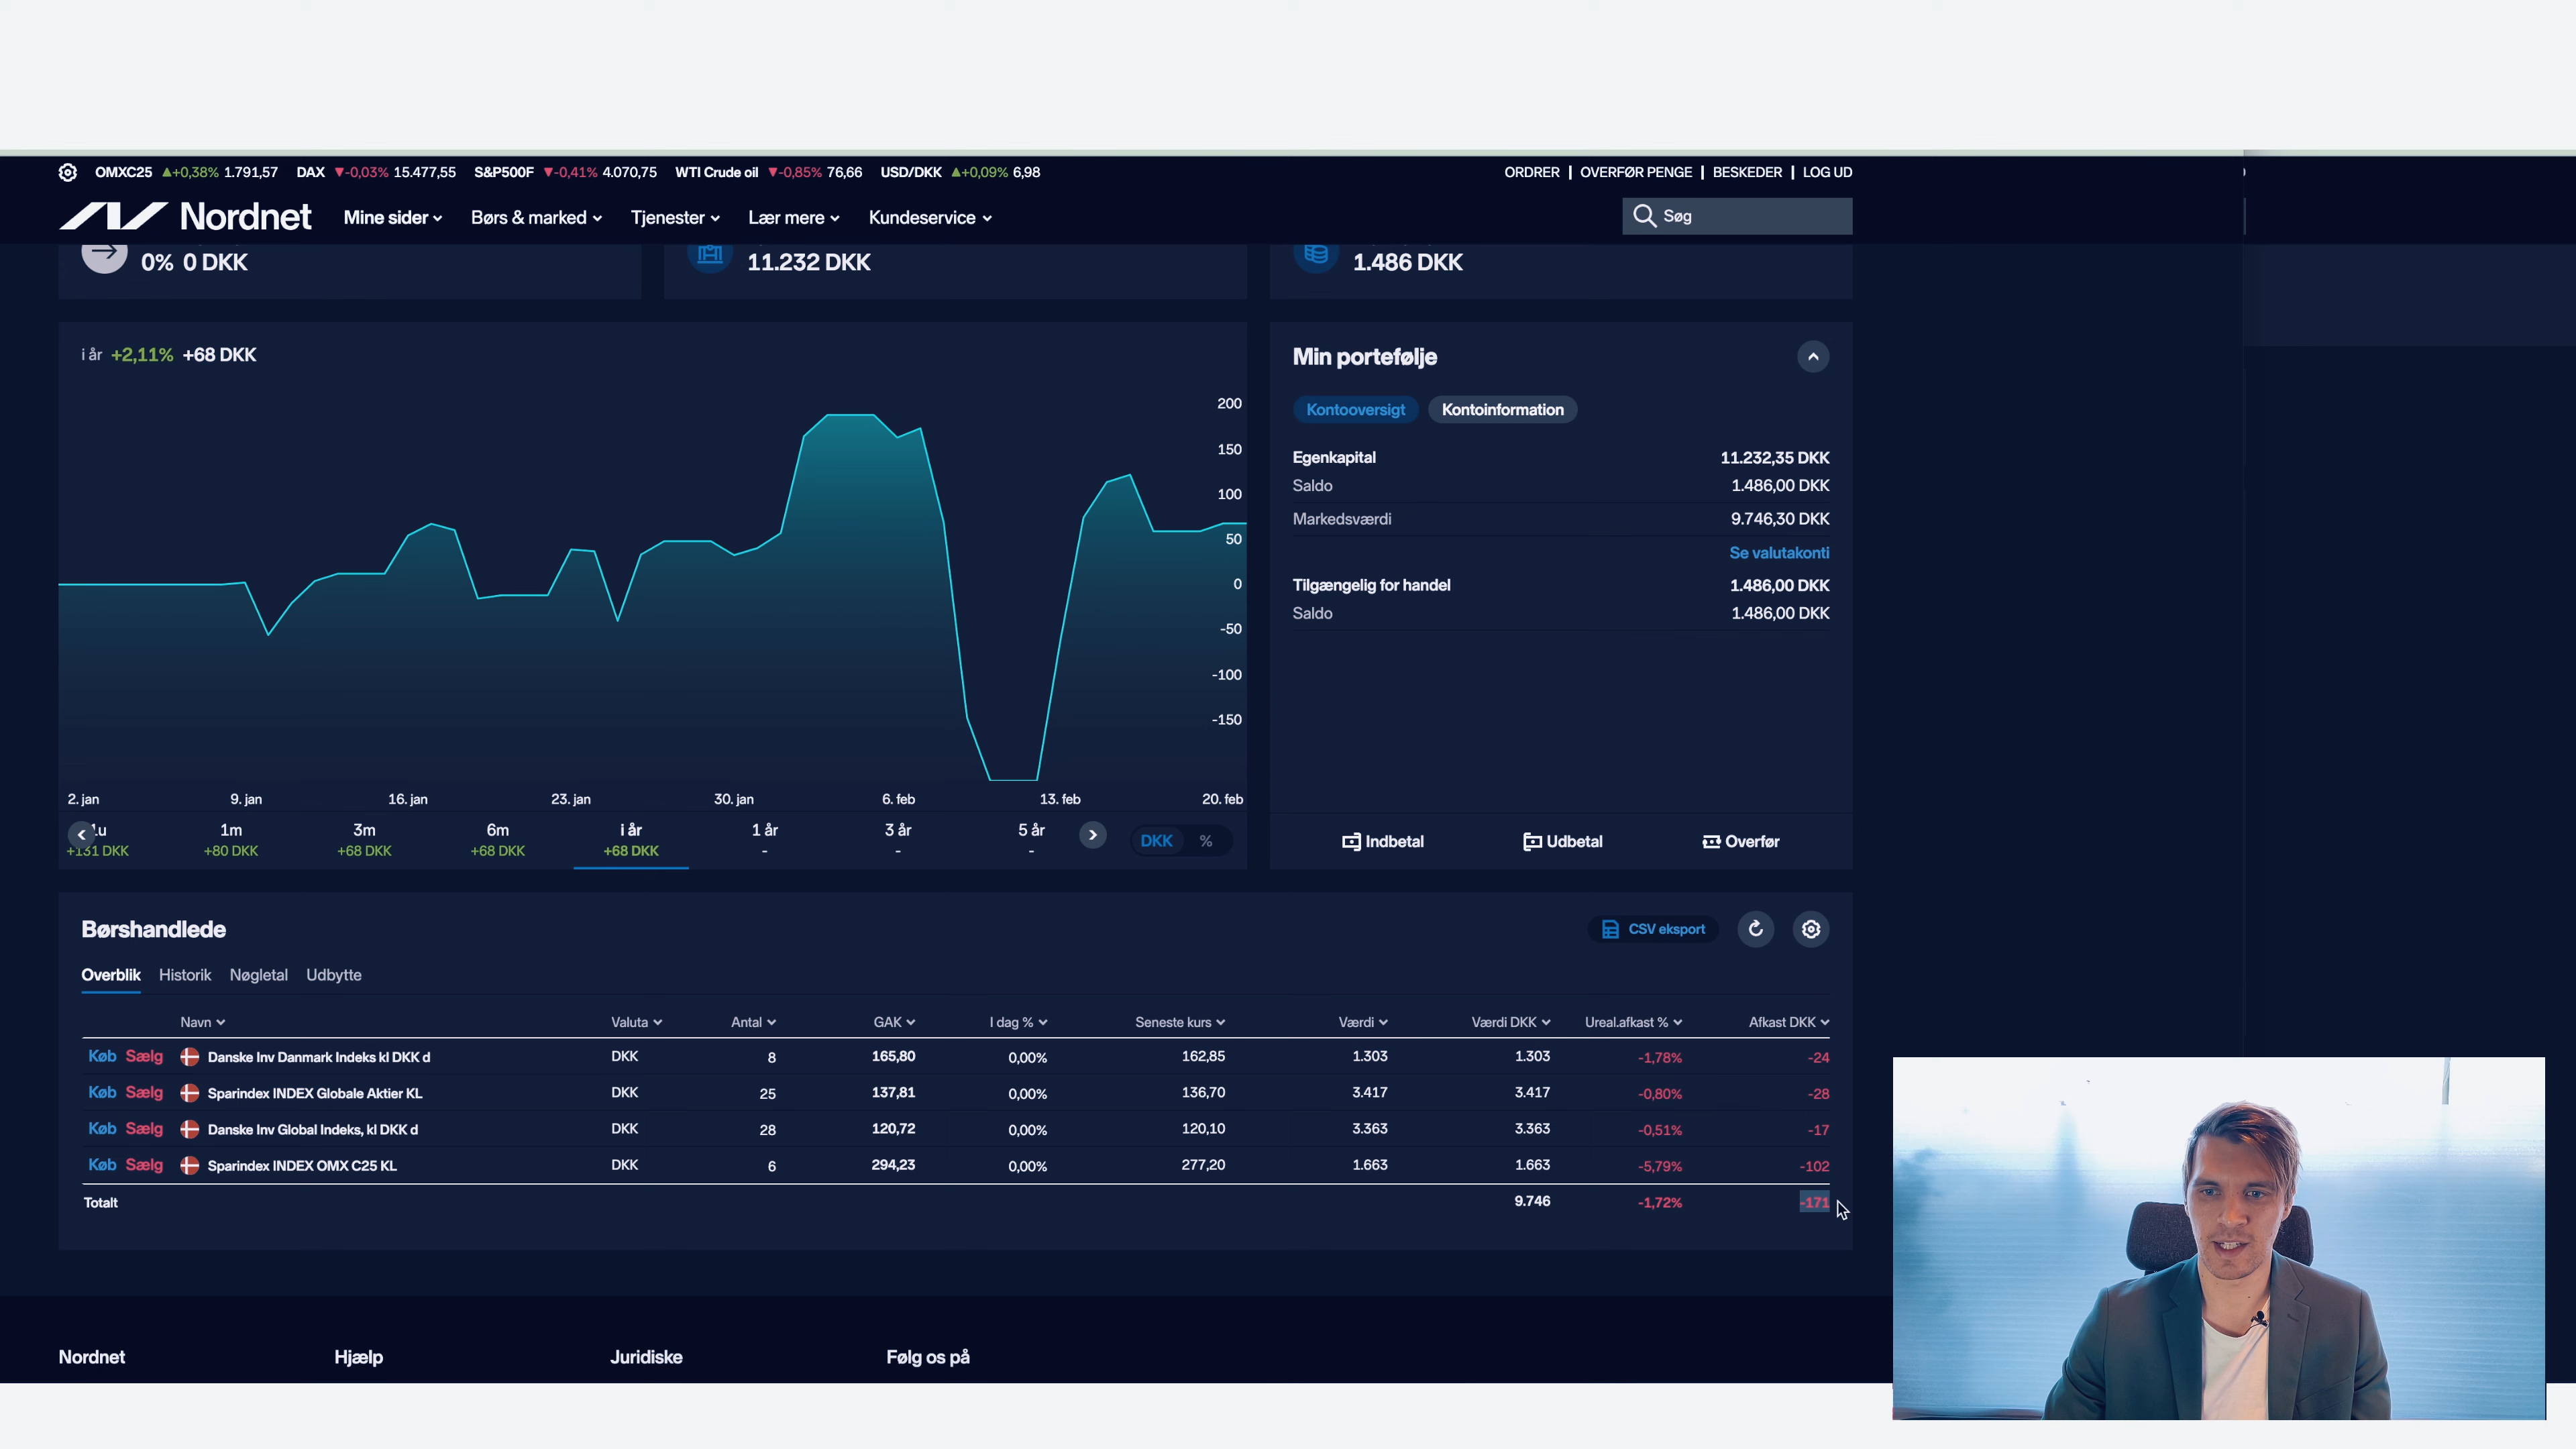 OMXC25 ▲+0,38% 1.791,57 DAX ▼-0,03% 15.477,55 S&P500F ▼-0,41% 4.070,75 WTI Crude oil ▼-0,85% 76,66 USD/DKK ▲+0,09% 6,98 ORDRER | OVERFØR PENGE | BESKEDER | LOG UD
Nordnet Mine sider Børs & marked Tjenester Lær mere Kundeservice Søg
0% 0 DKK 11.232 DKK 1.486 DKK
i år +2,11% +68 DKK
200
150
100
50
0
-50
-100
-150
2. jan 9. jan 16. jan 23. jan 30. jan 6. feb 13. feb 20. feb
1u 1m 3m 6m i år 1 år 3 år 5 år DKK %
+131 DKK +80 DKK +68 DKK +68 DKK +68 DKK - - -
Min portefølje
Kontooversigt Kontoinformation
Egenkapital 11.232,35 DKK
Saldo 1.486,00 DKK
Markedsværdi 9.746,30 DKK
Se valutakonti
Tilgængelig for handel 1.486,00 DKK
Saldo 1.486,00 DKK
Indbetal Udbetal Overfør
Børshandlede CSV eksport
Overblik Historik Nøgletal Udbytte
Navn Valuta Antal GAK I dag % Seneste kurs Værdi Værdi DKK Ureal.afkast % Afkast DKK
Køb Sælg Danske Inv Danmark Indeks kl DKK d DKK 8 165,80 0,00% 162,85 1.303 1.303 -1,78% -24
Køb Sælg Sparindex INDEX Globale Aktier KL DKK 25 137,81 0,00% 136,70 3.417 3.417 -0,80% -28
Køb Sælg Danske Inv Global Indeks, kl DKK d DKK 28 120,72 0,00% 120,10 3.363 3.363 -0,51% -17
Køb Sælg Sparindex INDEX OMX C25 KL DKK 6 294,23 0,00% 277,20 1.663 1.663 -5,79% -102
Totalt 9.746 -1,72% -171
Nordnet Hjælp Juridiske Følg os på